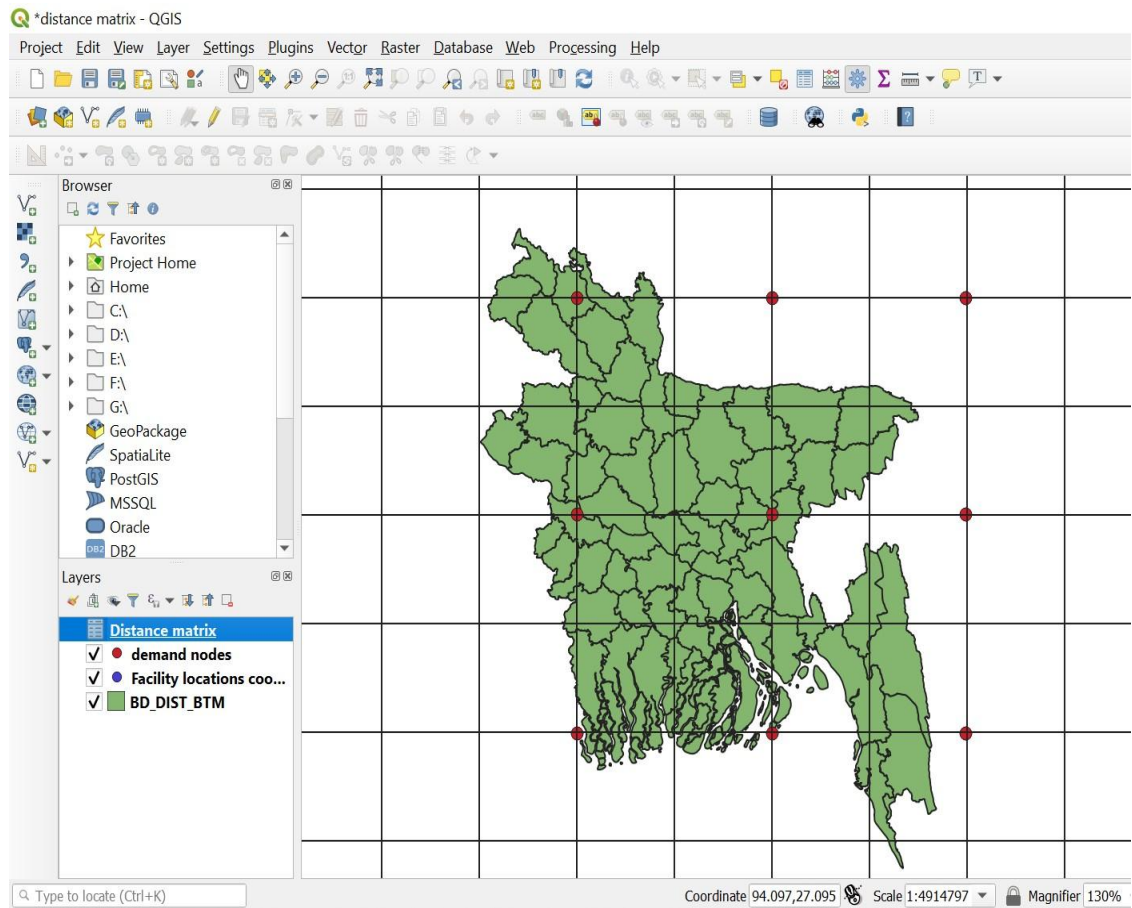 *distance matrix - QGIS
Project Edit View Layer Settings Plugins Vector Raster Database Web Processing Help
Browser
Favorites
Project Home
Home
C:\
D:\
E:\
F:\
G:\
GeoPackage
SpatiaLite
PostGIS
MSSQL
Oracle
DB2 DB2
Layers
Distance matrix
demand nodes
Facility locations coo...
BD_DIST_BTM
Type to locate (Ctrl+K) Coordinate 94.097,27.095 Scale 1:4914797 Magnifier 130%